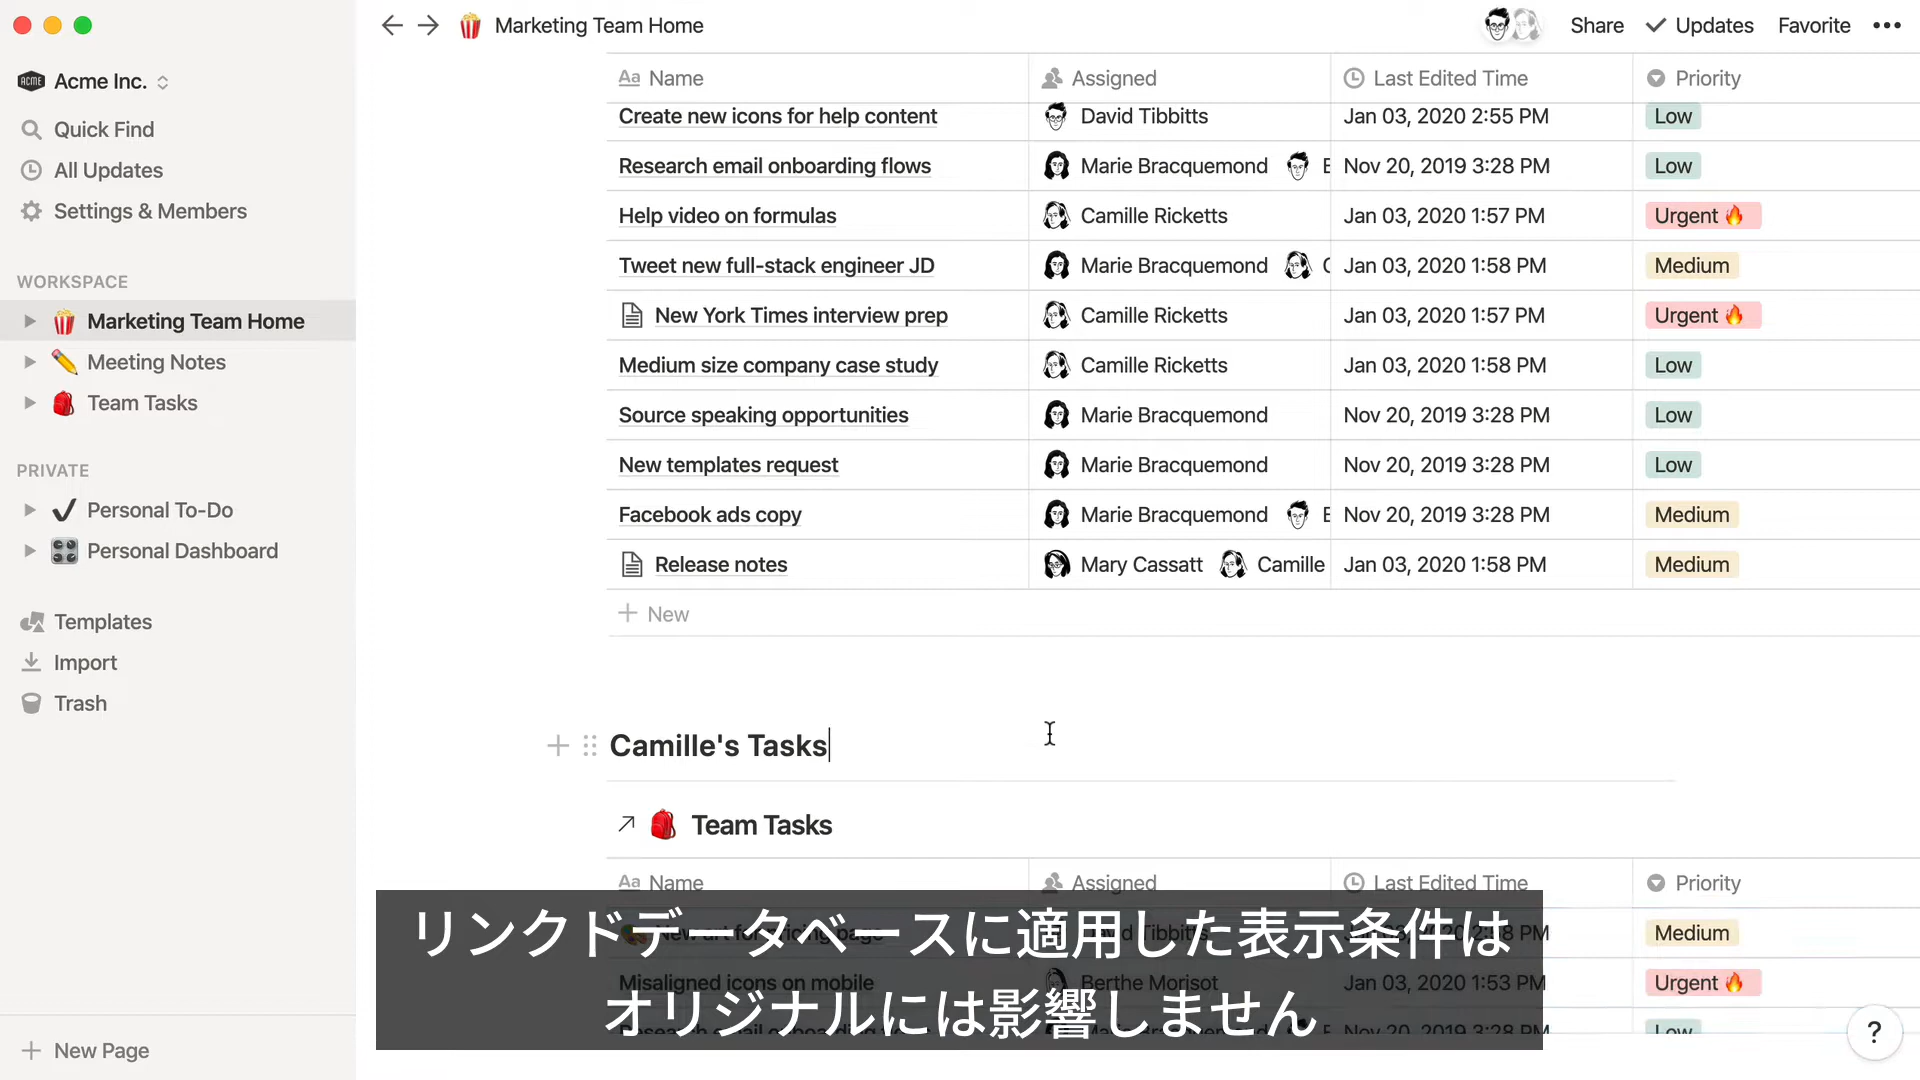 Marketing Team Home
Share
Updates
Favorite
ACME
Acme Inc.
Quick Find
All Updates
Settings & Members
WORKSPACE
Marketing Team Home
Meeting Notes
Team Tasks
PRIVATE
Personal To-Do
Personal Dashboard
Templates
Import
Trash
New Page
Aa Name Assigned Last Edited Time Priority
Create new icons for help content David Tibbitts Jan 03, 2020 2:55 PM Low
Research email onboarding flows Marie Bracquemond Nov 20, 2019 3:28 PM Low
Help video on formulas Camille Ricketts Jan 03, 2020 1:57 PM Urgent🔥
Tweet new full-stack engineer JD Marie Bracquemond Jan 03, 2020 1:58 PM Medium
New York Times interview prep Camille Ricketts Jan 03, 2020 1:57 PM Urgent🔥
Medium size company case study Camille Ricketts Jan 03, 2020 1:58 PM Low
Source speaking opportunities Marie Bracquemond Nov 20, 2019 3:28 PM Low
New templates request Marie Bracquemond Nov 20, 2019 3:28 PM Low
Facebook ads copy Marie Bracquemond Nov 20, 2019 3:28 PM Medium
Release notes Mary Cassatt Camille Jan 03, 2020 1:58 PM Medium
New
Camille's Tasks
Team Tasks
Aa Name Assigned Last Edited Time Priority
Medium
Misaligned icons on mobile Berthe Morisot Jan 03, 2020 1:53 PM Urgent🔥
Low
リンクドデータベースに適用した表示条件は
オリジナルには影響しません
?